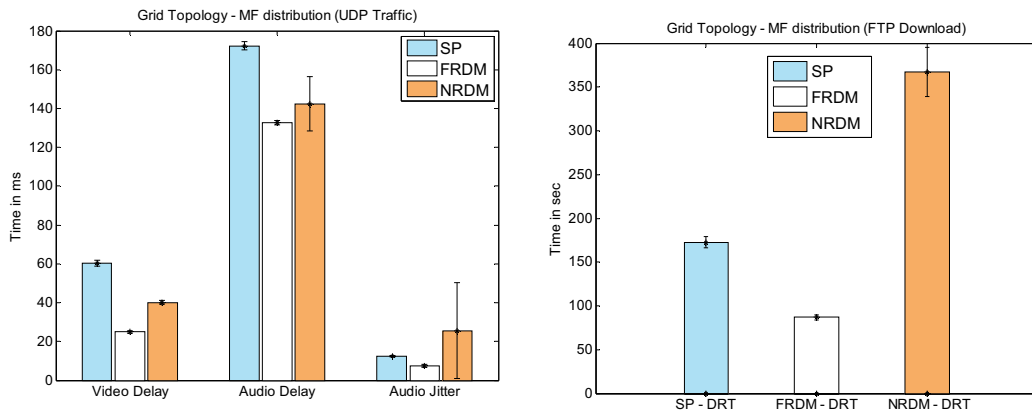 Grid Topology - MF distribution (UDP Traffic)
180
160
140
120
100
80
60
40
20
0
Time in ms
SP
FRDM
NRDM
Video Delay
Audio Delay
Audio Jitter
Grid Topology - MF distribution (FTP Download)
400
350
300
250
200
150
100
50
0
Time in sec
SP
FRDM
NRDM
SP - DRT
FRDM - DRT
NRDM - DRT